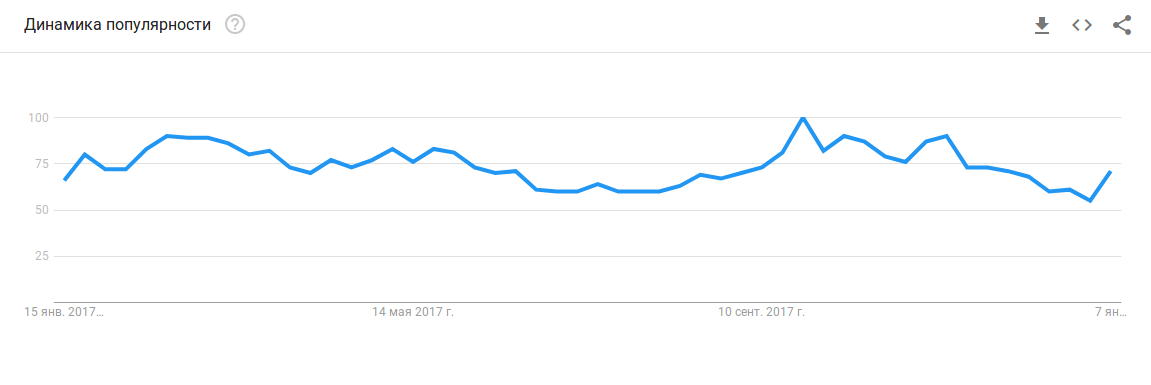 Динамика популярности ?
100
75
50
25
15 янв. 2017…
14 мая 2017 г.
10 сент. 2017 г.
7 ян…